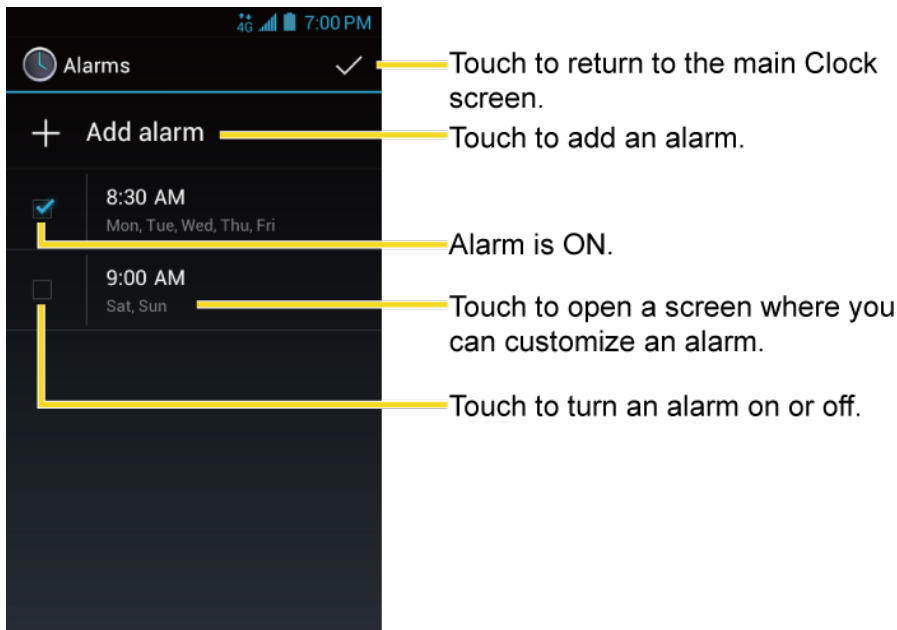 4G 7:00 PM
Alarms
Touch to return to the main Clock
screen.
Add alarm
Touch to add an alarm.
8:30 AM
Mon, Tue, Wed, Thu, Fri
Alarm is ON.
9:00 AM
Sat, Sun
Touch to open a screen where you
can customize an alarm.
Touch to turn an alarm on or off.